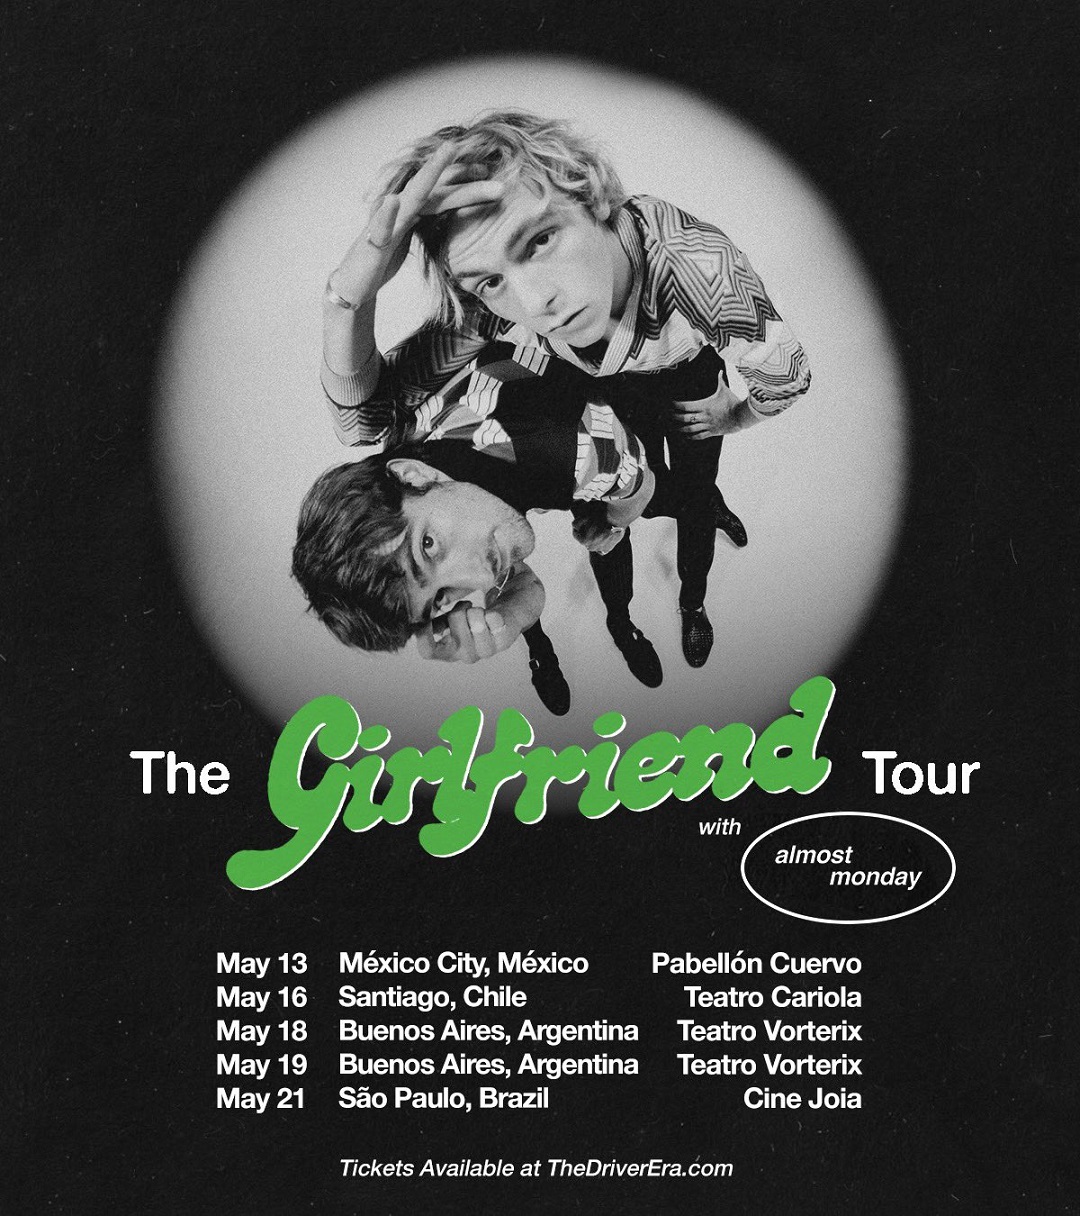 The Girlfriend Tour
with almost
monday
May 13 México City, México Pabellón Cuervo
May 16 Santiago, Chile Teatro Cariola
May 18 Buenos Aires, Argentina Teatro Vorterix
May 19 Buenos Aires, Argentina Teatro Vorterix
May 21 São Paulo, Brazil Cine Joia
Tickets Available at TheDriverEra.com